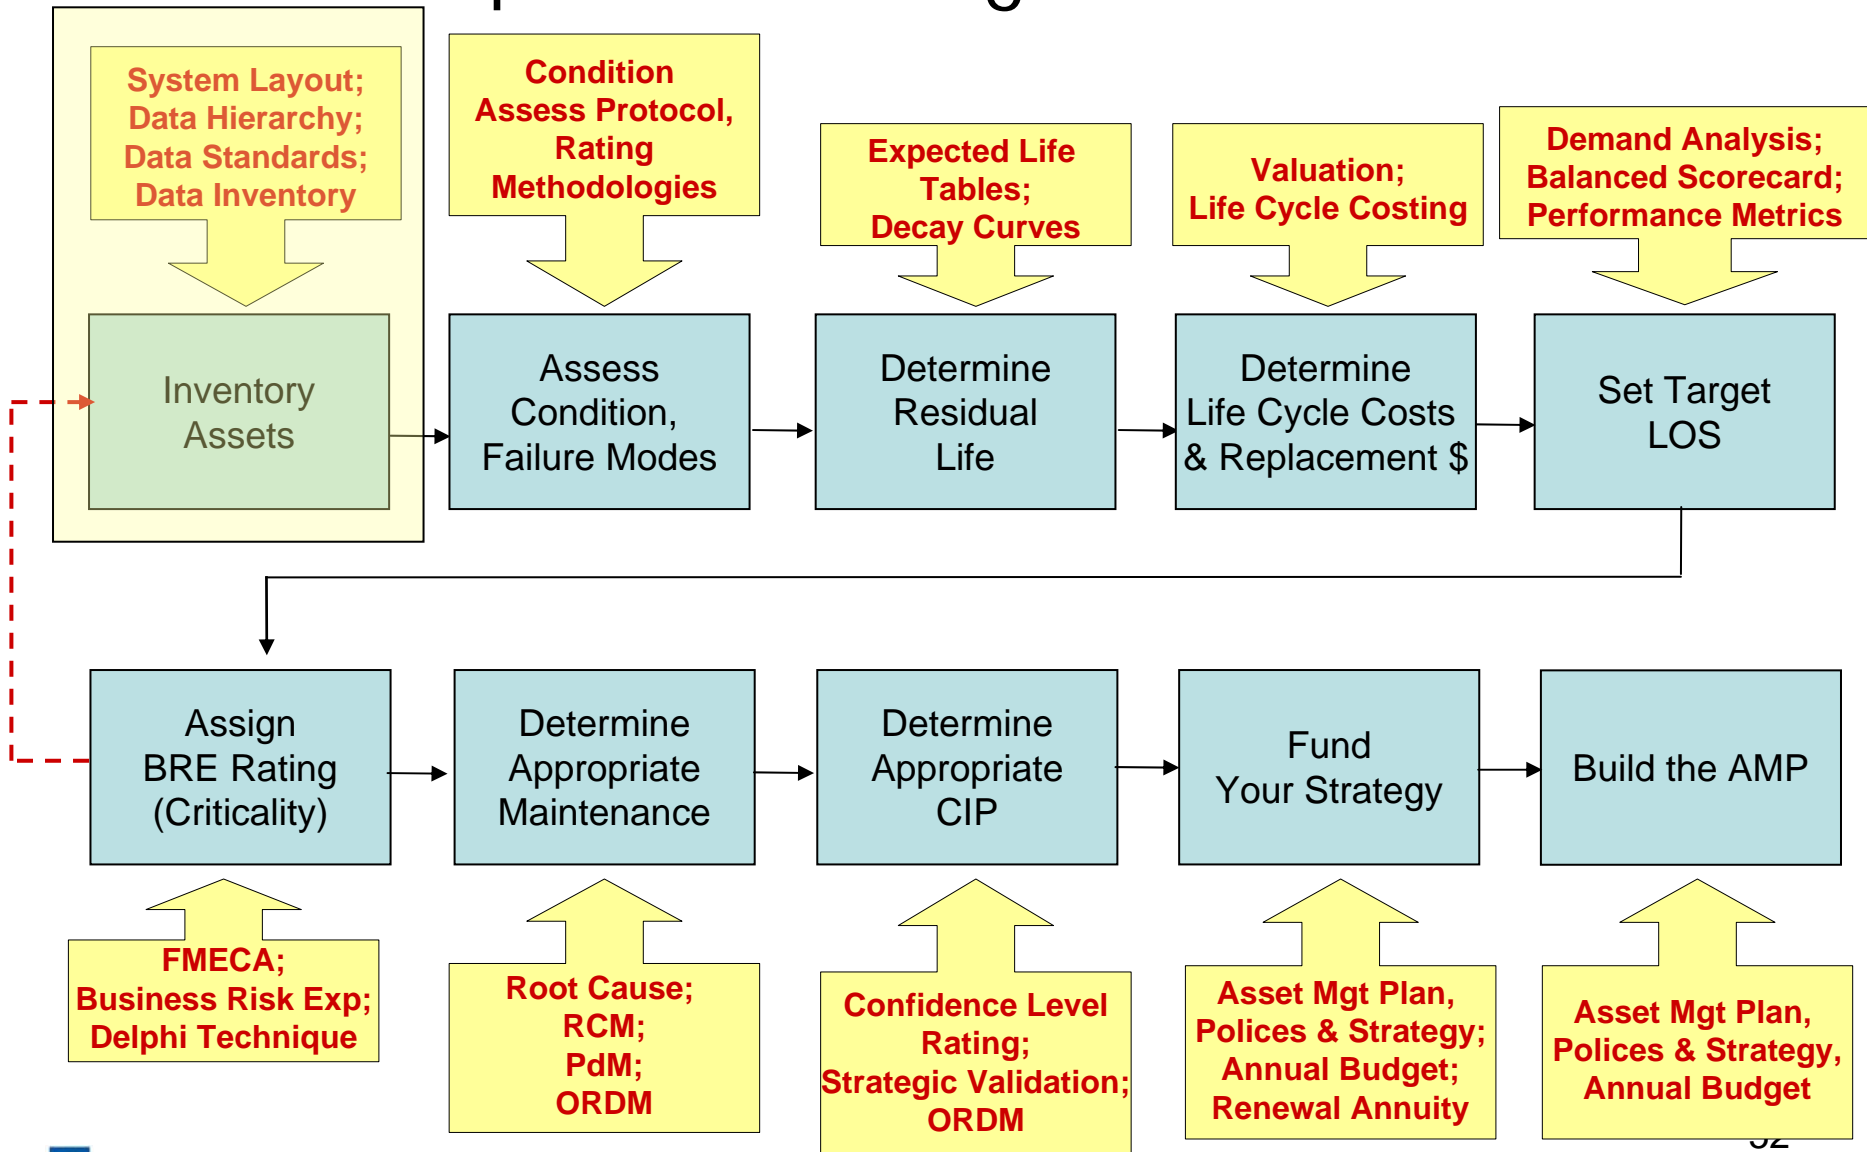 System Layout;
Data Hierarchy;
Data Standards;
Data Inventory
Condition
Assess Protocol,
Rating
Methodologies
Expected Life
Tables;
Decay Curves
Valuation;
Life Cycle Costing
Demand Analysis;
Balanced Scorecard;
Performance Metrics
Inventory
Assets
Assess
Condition,
Failure Modes
Determine
Residual
Life
Determine
Life Cycle Costs
& Replacement $
Set Target
LOS
Assign
BRE Rating
(Criticality)
Determine
Appropriate
Maintenance
Determine
Appropriate
CIP
Fund
Your Strategy
Build the AMP
FMECA;
Business Risk Exp;
Delphi Technique
Root Cause;
RCM;
PdM;
ORDM
Confidence Level
Rating;
Strategic Validation;
ORDM
Asset Mgt Plan,
Polices & Strategy;
Annual Budget;
Renewal Annuity
Asset Mgt Plan,
Polices & Strategy,
Annual Budget